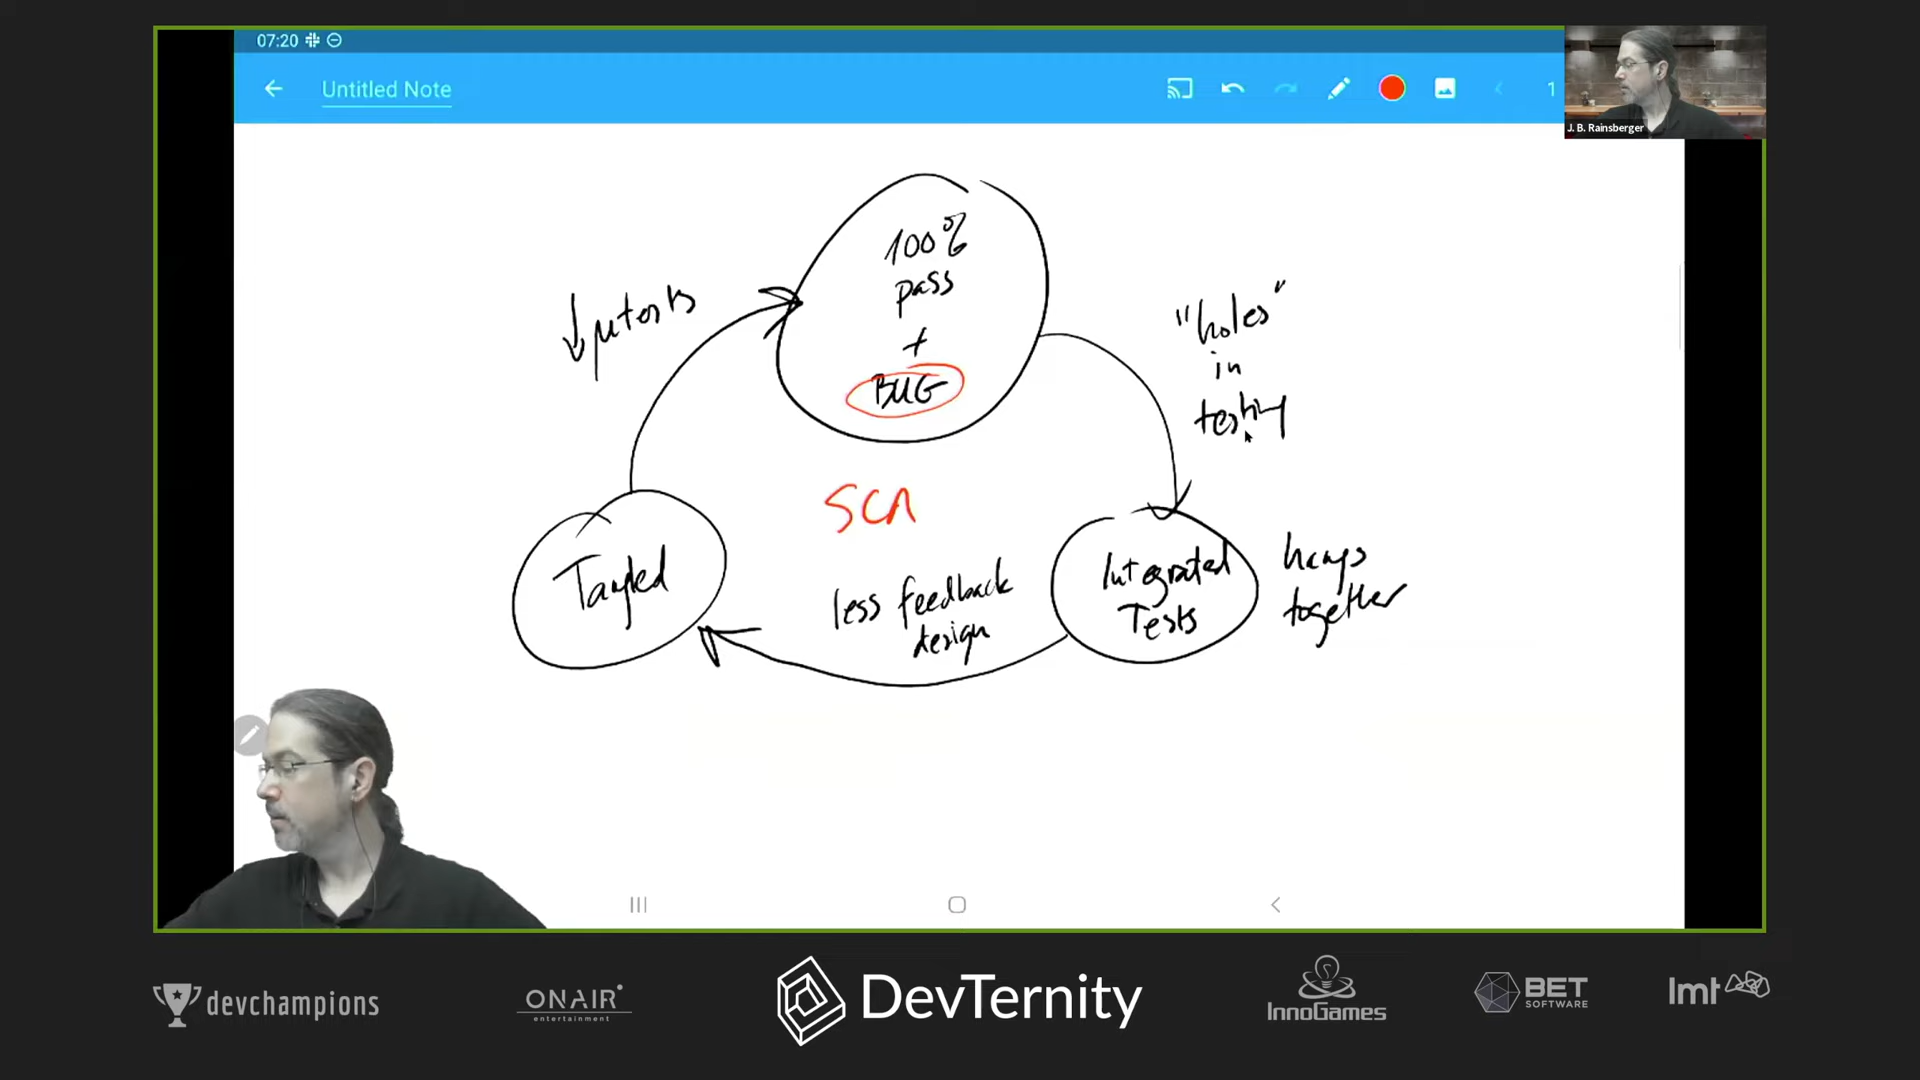 07:20
Untitled Note
1
J. B. Rainsberger
100%
pass
+
BUG
↓ μtests
"holes"
in
testing
SCA
Tangled
less feedback
design
Integrated
Tests
hangs
together
devchampions
ONAIR
entertainment
DevTernity
InnoGames
BET
SOFTWARE
lmt